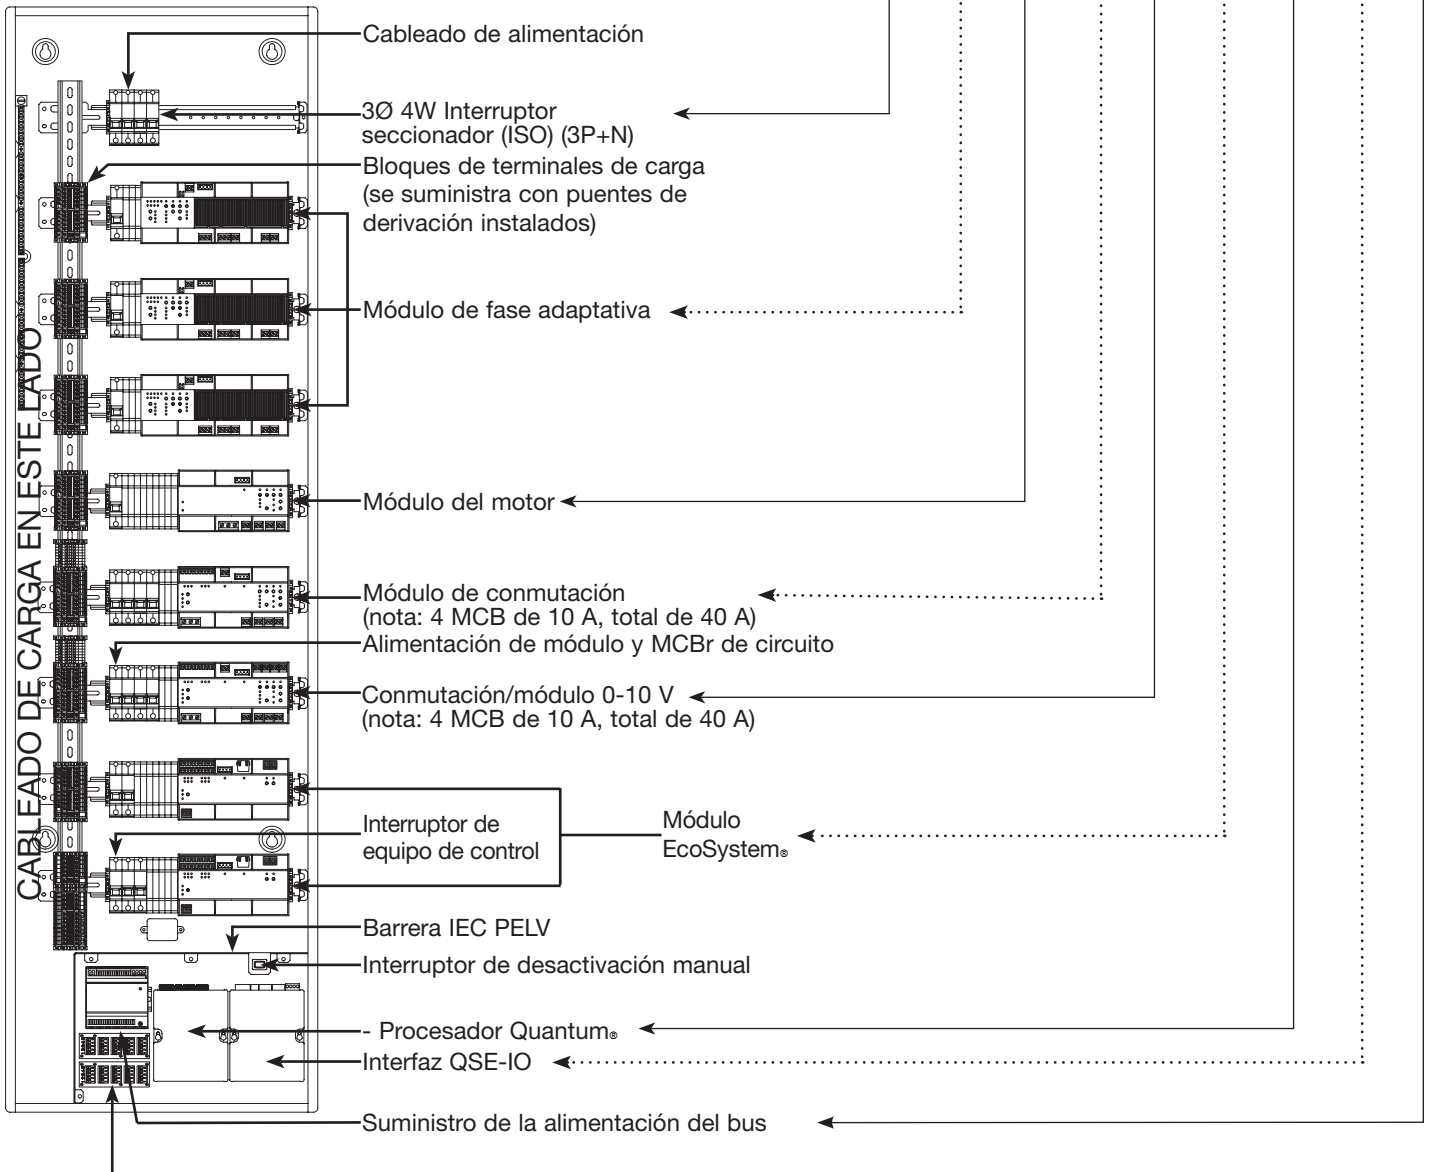 Cableado de alimentación
3Ø 4W Interruptor
seccionador (ISO) (3P+N)
Bloques de terminales de carga
(se suministra con puentes de
derivación instalados)
Módulo de fase adaptativa
CABLEADO DE CARGA EN ESTE LADO
Módulo del motor
Módulo de conmutación
(nota: 4 MCB de 10 A, total de 40 A)
Alimentación de módulo y MCBr de circuito
Conmutación/módulo 0-10 V
(nota: 4 MCB de 10 A, total de 40 A)
Interruptor de
equipo de control
Módulo
EcoSystem®
Barrera IEC PELV
Interruptor de desactivación manual
- Procesador Quantum®
Interfaz QSE-IO
Suministro de la alimentación del bus